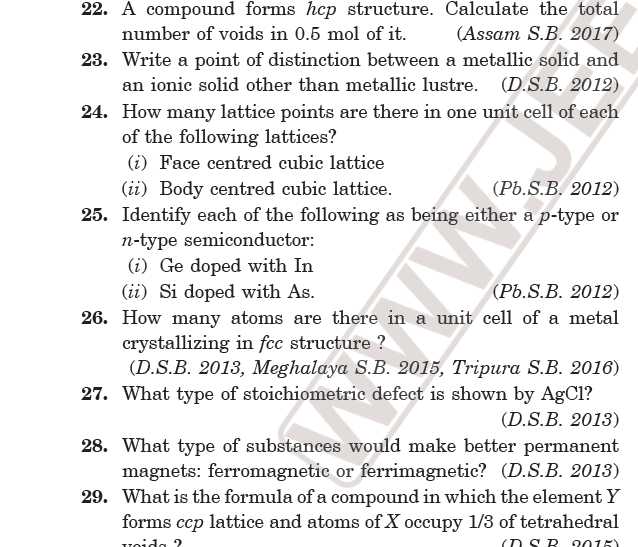 22. A compound forms hcp structure. Calculate the total
number of voids in 0.5 mol of it. (Assam S.B. 2017)
23. Write a point of distinction between a metallic solid and
an ionic solid other than metallic lustre. (D.S.B. 2012)
24. How many lattice points are there in one unit cell of each
of the following lattices?
(i) Face centred cubic lattice
(ii) Body centred cubic lattice. (Pb.S.B. 2012)
25. Identify each of the following as being either a p-type or
n-type semiconductor:
(i) Ge doped with In
(ii) Si doped with As. (Pb.S.B. 2012)
26. How many atoms are there in a unit cell of a metal
crystallizing in fcc structure ?
(D.S.B. 2013, Meghalaya S.B. 2015, Tripura S.B. 2016)
27. What type of stoichiometric defect is shown by AgCl?
(D.S.B. 2013)
28. What type of substances would make better permanent
magnets: ferromagnetic or ferrimagnetic? (D.S.B. 2013)
29. What is the formula of a compound in which the element Y
forms ccp lattice and atoms of X occupy 1/3 of tetrahedral
voids ? (D.S.B. 2015)
WWW.JEE